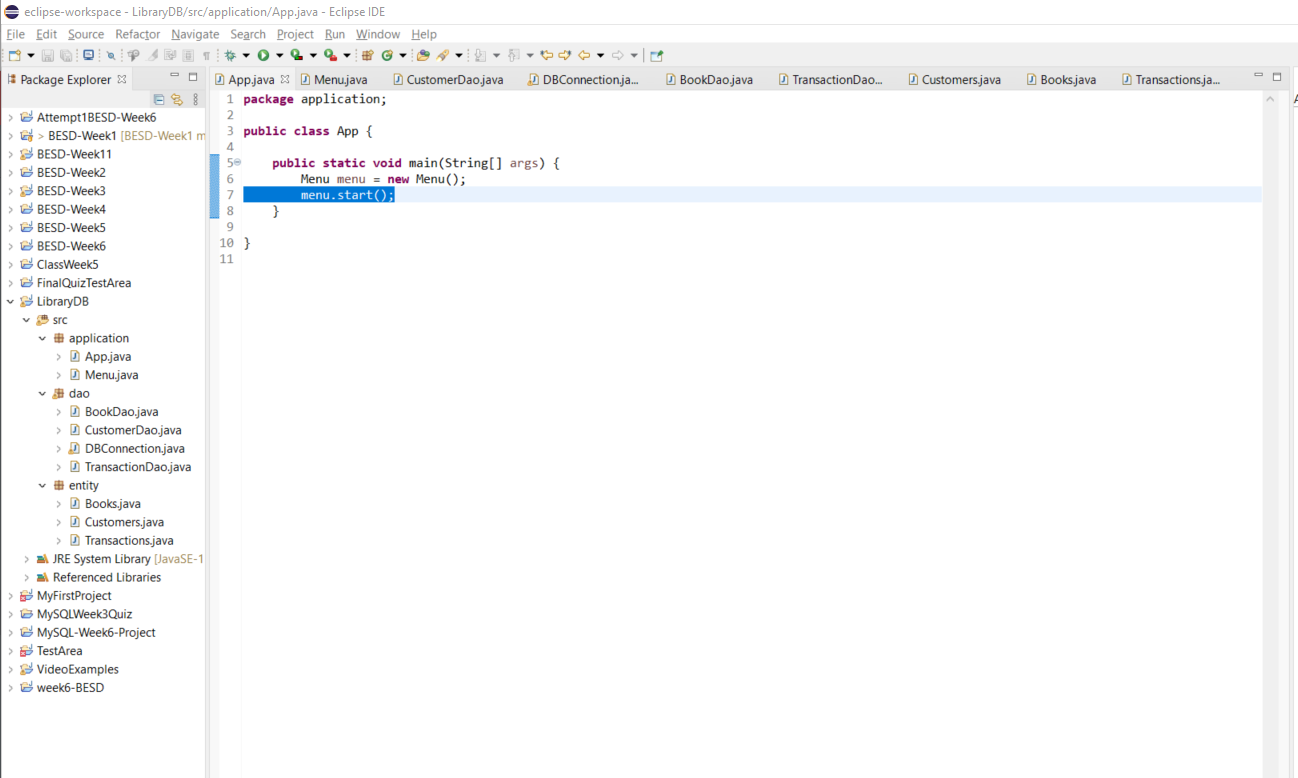 eclipse-workspace - LibraryDB/src/application/App.java - Eclipse IDE
File Edit Source Refactor Navigate Search Project Run Window Help
Package Explorer
App.java Menu.java CustomerDao.java DBConnection.ja... BookDao.java TransactionDao... Customers.java Books.java Transactions.ja...
Attempt1BESD-Week6
> BESD-Week1 [BESD-Week1 m
BESD-Week11
BESD-Week2
BESD-Week3
BESD-Week4
BESD-Week5
BESD-Week6
ClassWeek5
FinalQuizTestArea
LibraryDB
src
application
App.java
Menu.java
dao
BookDao.java
CustomerDao.java
DBConnection.java
TransactionDao.java
entity
Books.java
Customers.java
Transactions.java
JRE System Library [JavaSE-1
Referenced Libraries
MyFirstProject
MySQLWeek3Quiz
MySQL-Week6-Project
TestArea
VideoExamples
week6-BESD
1 package application;
2
3 public class App {
4
5 public static void main(String[] args) {
6 Menu menu = new Menu();
7 menu.start();
8 }
9
10 }
11